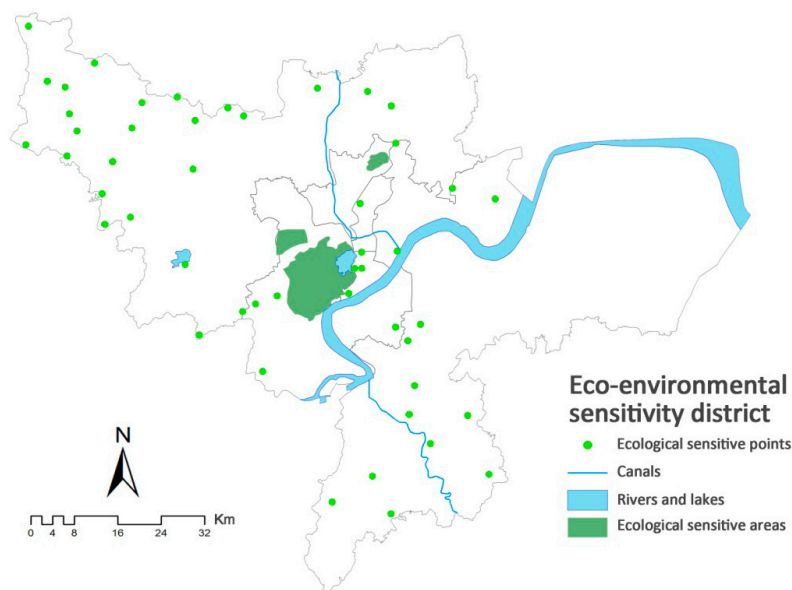 Eco-environmental
sensitivity district
Ecological sensitive points
Canals
Rivers and lakes
Ecological sensitive areas
N
Km
0 4 8 16 24 32